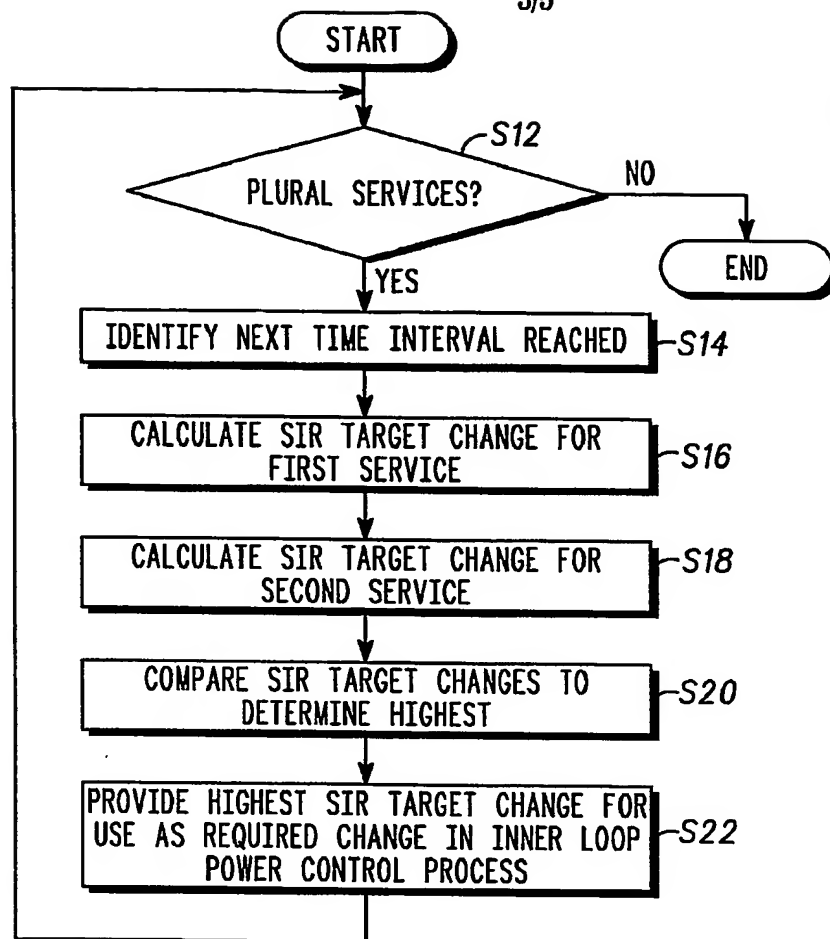 3/5
START
S12
PLURAL SERVICES?
NO
END
YES
IDENTIFY NEXT TIME INTERVAL REACHED
S14
CALCULATE SIR TARGET CHANGE FOR
FIRST SERVICE
S16
CALCULATE SIR TARGET CHANGE FOR
SECOND SERVICE
S18
COMPARE SIR TARGET CHANGES TO
DETERMINE HIGHEST
S20
PROVIDE HIGHEST SIR TARGET CHANGE FOR
USE AS REQUIRED CHANGE IN INNER LOOP
POWER CONTROL PROCESS
S22